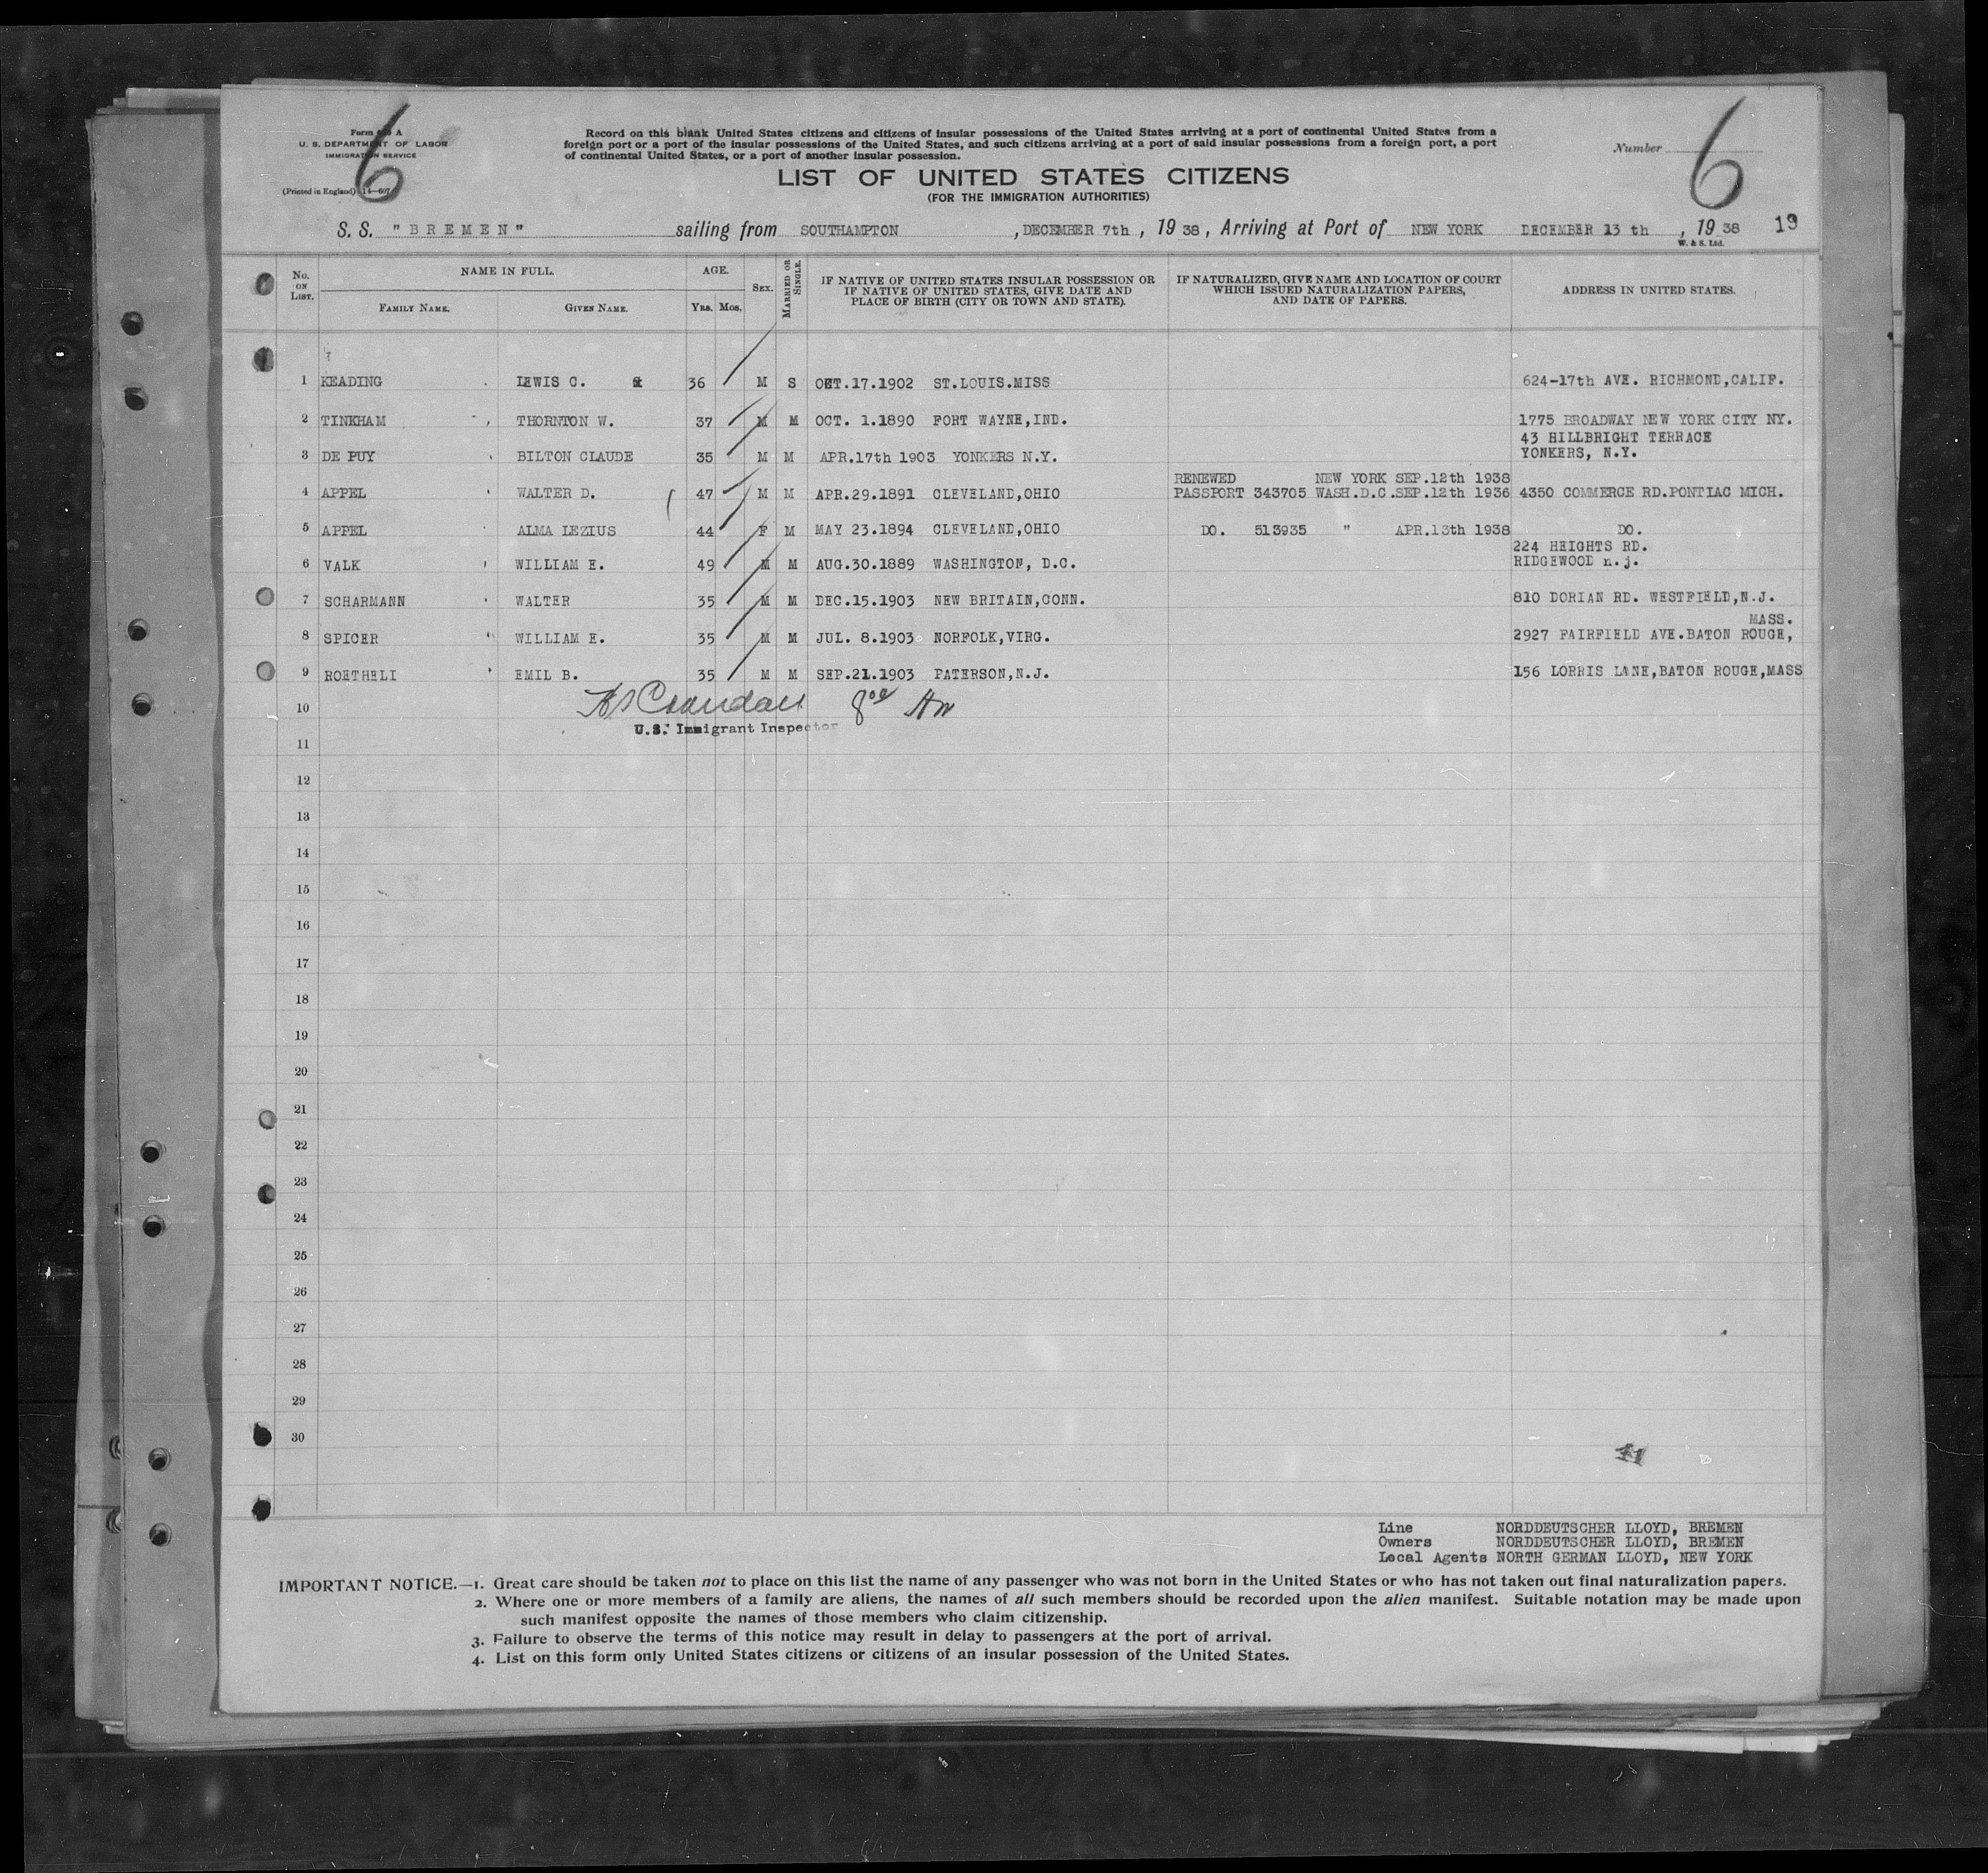 6
6
Form 630 A
U. S. DEPARTMENT OF LABOR
IMMIGRATION SERVICE
(Printed in England) 14—607
Record on this blank United States citizens and citizens of insular possessions of the United States arriving at a port of continental United States from a
foreign port or a port of the insular possessions of the United States, and such citizens arriving at a port of said insular possessions from a foreign port, a port
of continental United States, or a port of another insular possession.
Number
LIST OF UNITED STATES CITIZENS
(FOR THE IMMIGRATION AUTHORITIES)
S. S. "BREMEN" sailing from SOUTHAMPTON , DECEMBER 7th , 19 38 , Arriving at Port of NEW YORK DECEMBER 13 th , 19 38 19
W. & S. Ltd.
No. ON LIST. NAME IN FULL. AGE. SEX. MARRIED OR SINGLE. IF NATIVE OF UNITED STATES INSULAR POSSESSION OR IF NATIVE OF UNITED STATES, GIVE DATE AND PLACE OF BIRTH (CITY OR TOWN AND STATE). IF NATURALIZED, GIVE NAME AND LOCATION OF COURT WHICH ISSUED NATURALIZATION PAPERS, AND DATE OF PAPERS. ADDRESS IN UNITED STATES.
FAMILY NAME. GIVEN NAME. YRS. MOS.
1 KEADING LEWIS C. 36 M S OCT.17.1902 ST.LOUIS.MISS 624-17th AVE. RICHMOND,CALIF.
2 TINKHAM THORNTON W. 37 M M OCT. 1.1890 FORT WAYNE,IND. 1775 BROADWAY NEW YORK CITY NY.
43 HILLBRIGHT TERRACE
3 DE PUY BILTON CLAUDE 35 M M APR.17th 1903 YONKERS N.Y. YONKERS, N.Y.
RENEWED NEW YORK SEP.12th 1938
4 APPEL WALTER D. 47 M M APR.29.1891 CLEVELAND,OHIO PASSPORT 343705 WASH.D.C.SEP.12th 1936 4350 COMMERCE RD.PONTIAC MICH.
5 APPEL ALMA LEZIUS 44 F M MAY 23.1894 CLEVELAND,OHIO DO. 513935 " APR.13th 1938 DO.
224 HEIGHTS RD.
6 VALK WILLIAM E. 49 M M AUG.30.1889 WASHINGTON, D.C. RIDGEWOOD n.j.
7 SCHARMANN WALTER 35 M M DEC.15.1903 NEW BRITAIN,CONN. 810 DORIAN RD. WESTFIELD,N.J.
MASS.
8 SPICER WILLIAM E. 35 M M JUL. 8.1903 NORFOLK,VIRG. 2927 FAIRFIELD AVE.BATON ROUGE,
9 ROETHELI EMIL B. 35 M M SEP.21.1903 PATERSON,N.J. 156 LORRIS LANE,BATON ROUGE,MASS
10
U.S. Immigrant Inspector
11
12
13
14
15
16
17
18
19
20
21
22
23
24
25
26
27
28
29
30
Line NORDDEUTSCHER LLOYD, BREMEN
Owners NORDDEUTSCHER LLOYD, BREMEN
Local Agents NORTH GERMAN LLOYD, NEW YORK
IMPORTANT NOTICE.—1. Great care should be taken not to place on this list the name of any passenger who was not born in the United States or who has not taken out final naturalization papers.
2. Where one or more members of a family are aliens, the names of all such members should be recorded upon the alien manifest. Suitable notation may be made upon
such manifest opposite the names of those members who claim citizenship.
3. Failure to observe the terms of this notice may result in delay to passengers at the port of arrival.
4. List on this form only United States citizens or citizens of an insular possession of the United States.